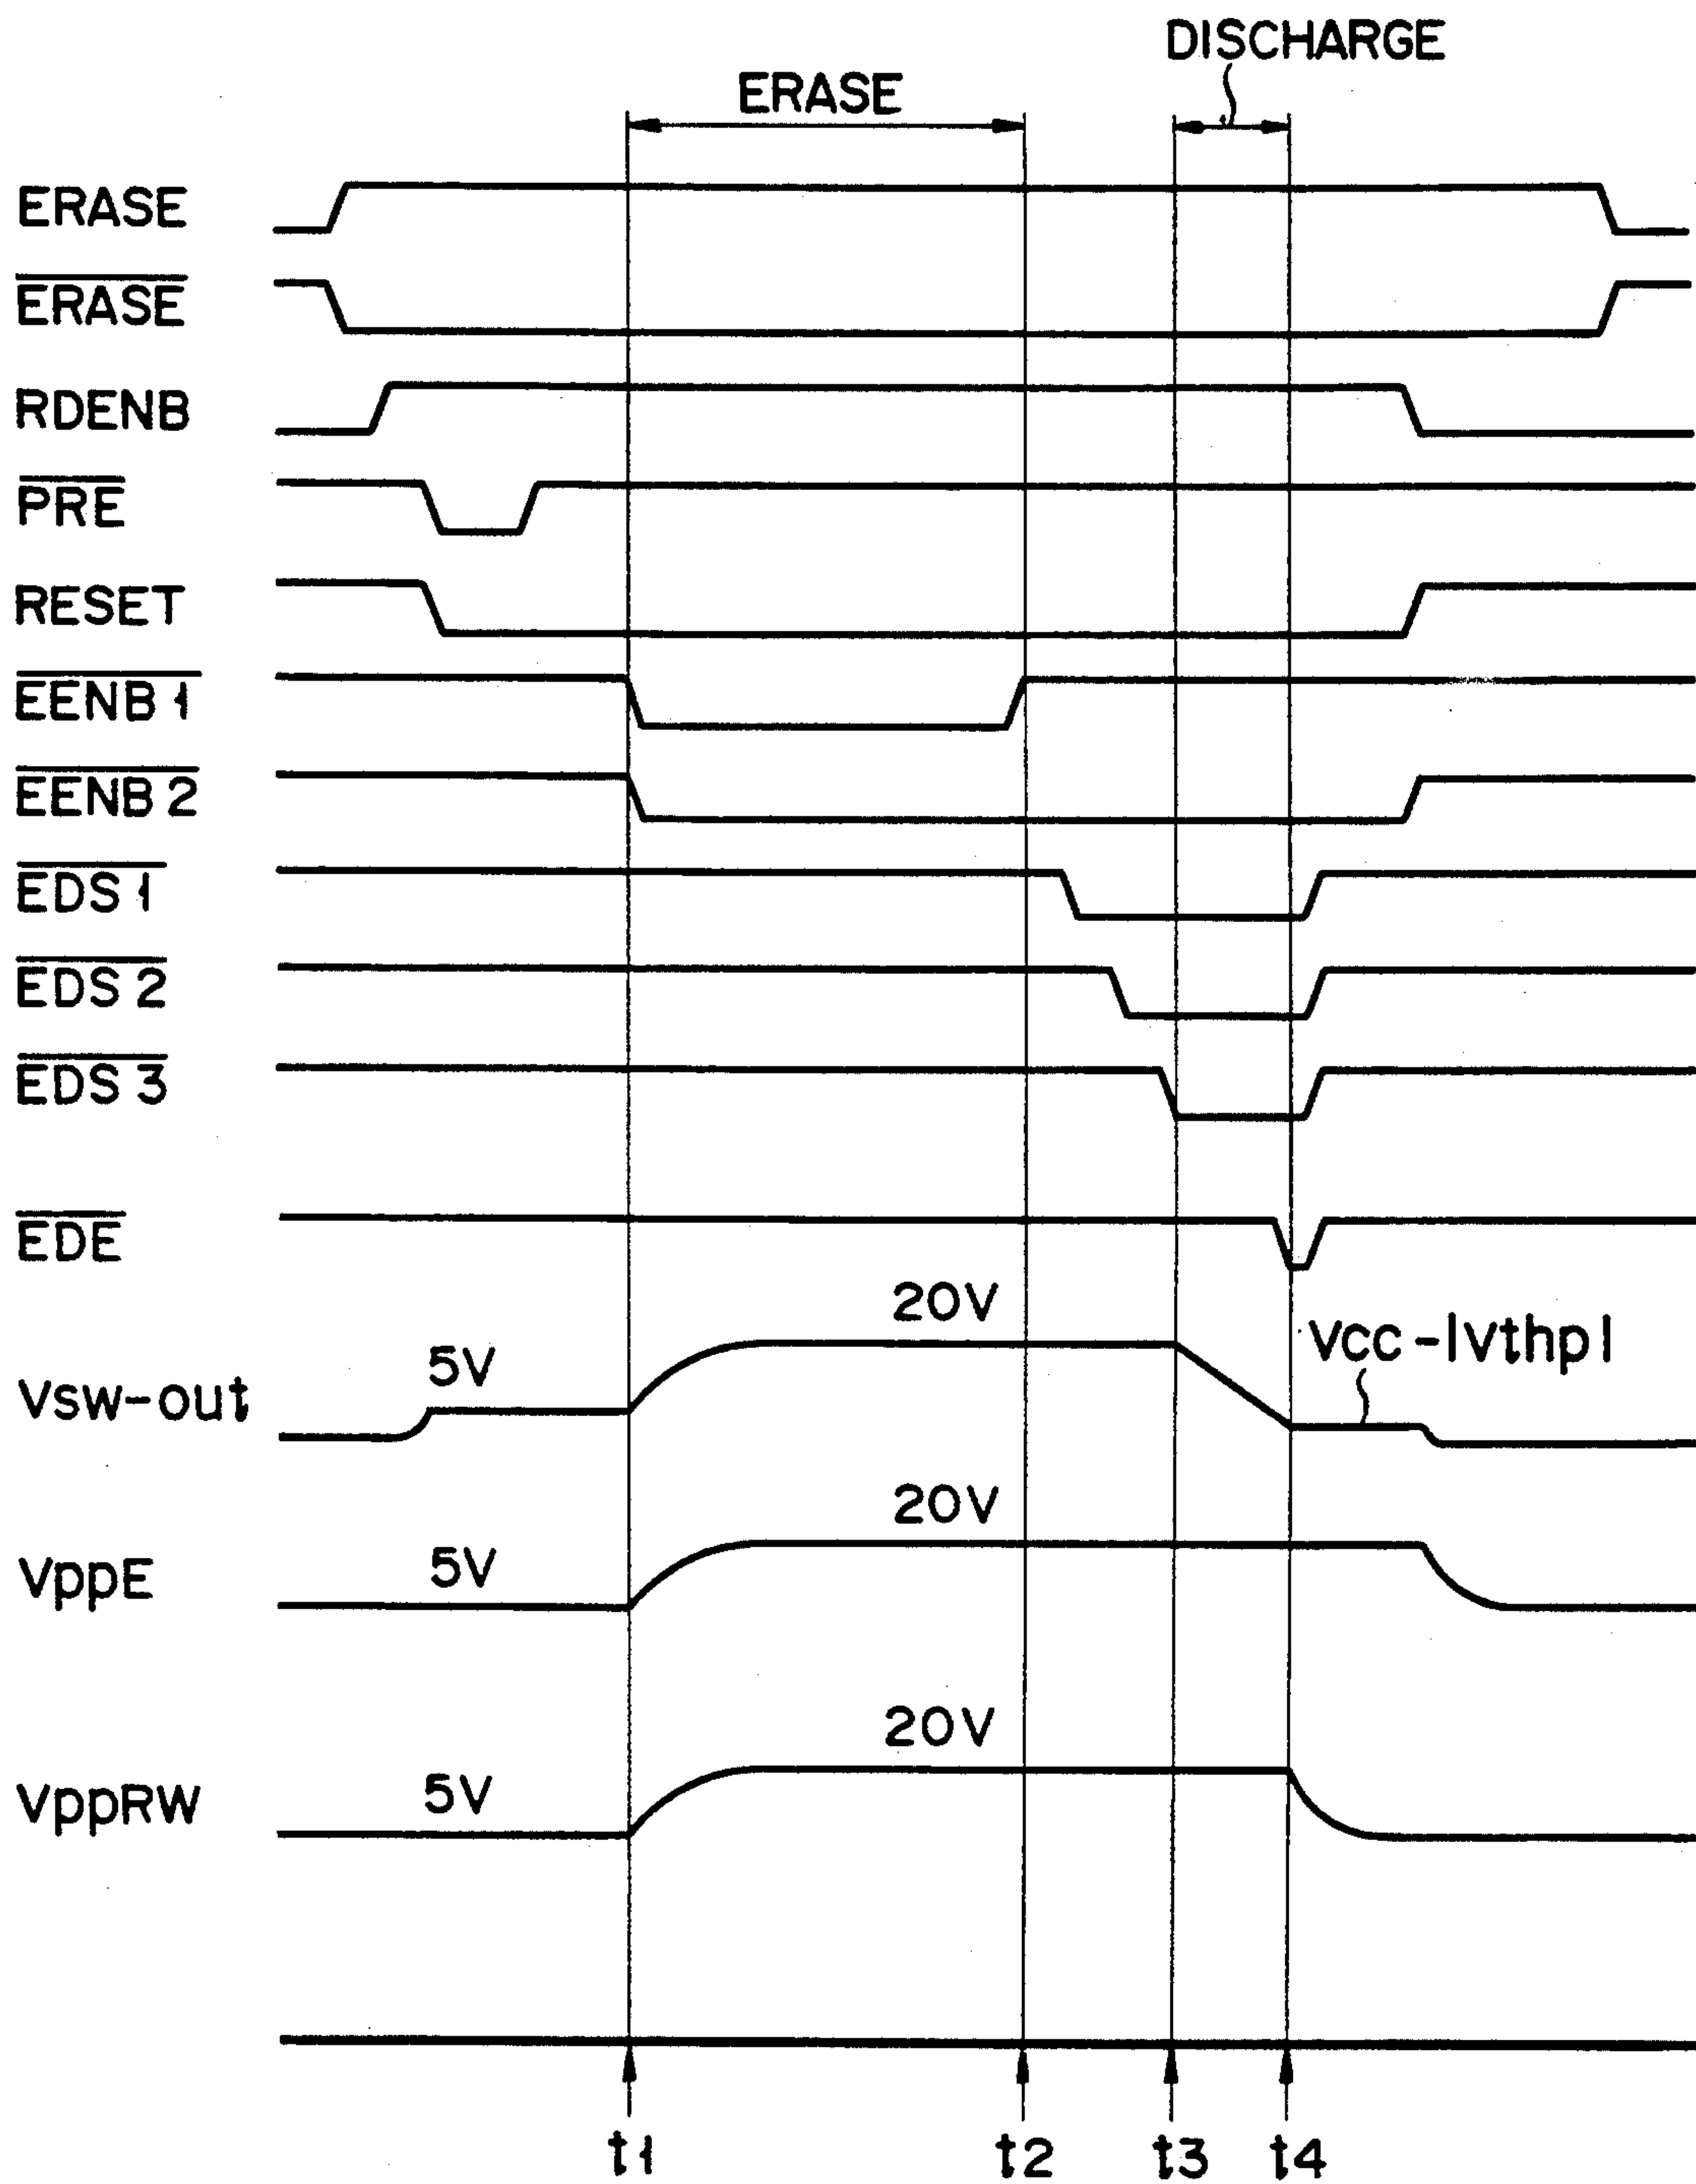 DISCHARGE
ERASE
ERASE
ERASE
RDENB
PRE
RESET
EENB 1
EENB 2
EDS 1
EDS 2
EDS 3
EDE
20V
Vcc-|Vthp|
5V
Vsw-out
20V
5V
VppE
20V
5V
VppRW
t1 t2 t3 t4